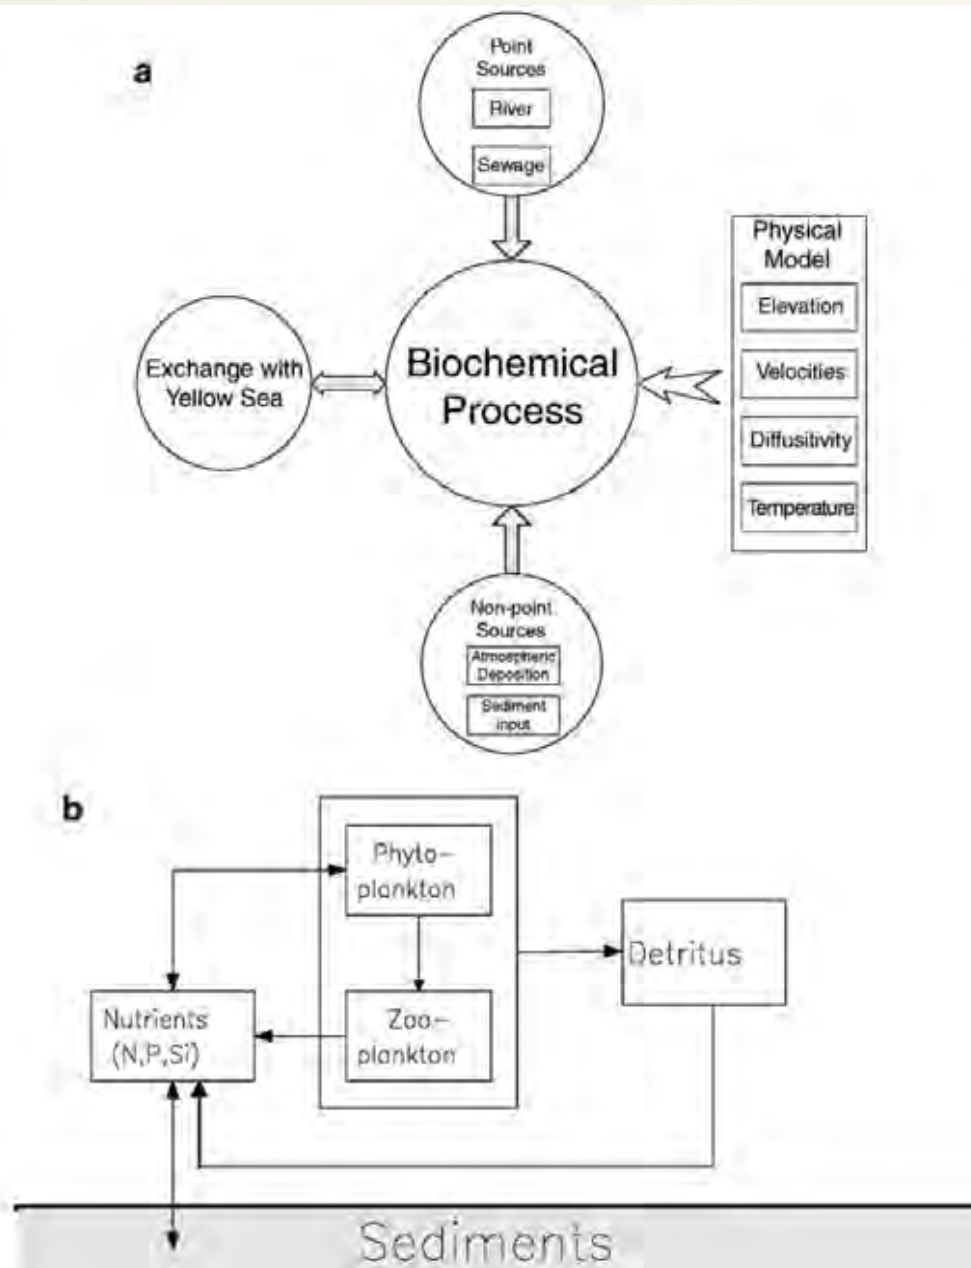 a
Point
Sources
River
Sewage
Physical
Model
Elevation
Velocities
Diffusitivity
Temperature
Exchange with
Yellow Sea
Biochemical
Process
Non-point
Sources
Atmospheric
Deposition
Sediment
input
b
Phyto-
plankton
Detritus
Nutrients
(N,P,Si)
Zoo-
plankton
Sediments